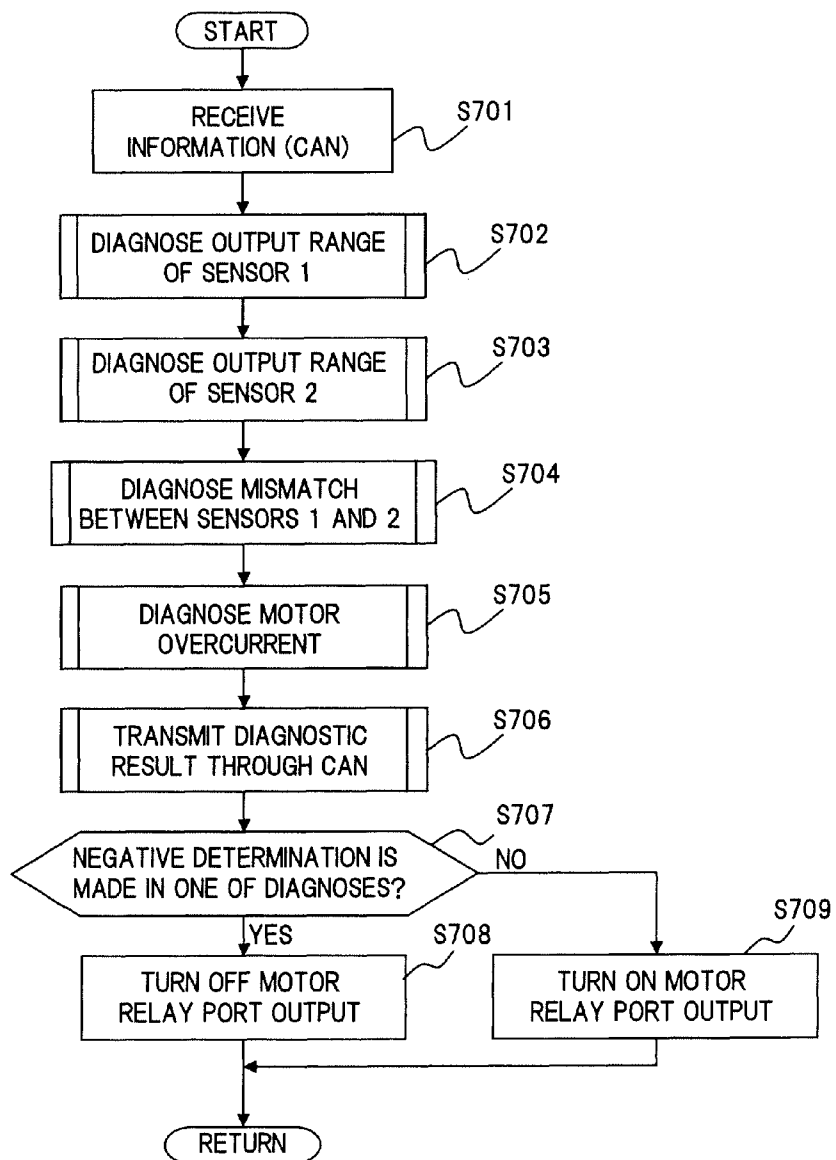 START
RECEIVE
INFORMATION (CAN)
S701
DIAGNOSE OUTPUT RANGE
OF SENSOR 1
S702
DIAGNOSE OUTPUT RANGE
OF SENSOR 2
S703
DIAGNOSE MISMATCH
BETWEEN SENSORS 1 AND 2
S704
DIAGNOSE MOTOR
OVERCURRENT
S705
TRANSMIT DIAGNOSTIC
RESULT THROUGH CAN
S706
NEGATIVE DETERMINATION IS
MADE IN ONE OF DIAGNOSES?
S707
NO
YES
TURN OFF MOTOR
RELAY PORT OUTPUT
S708
TURN ON MOTOR
RELAY PORT OUTPUT
S709
RETURN